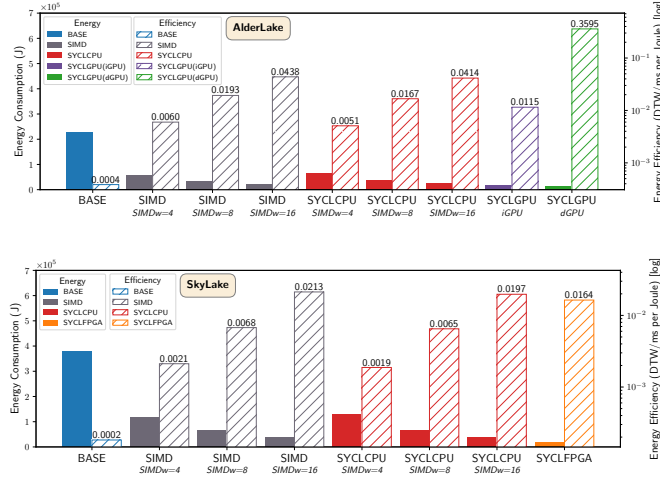 ×10⁵
7
6
5
4
3
2
1
0
Energy Consumption (J)
Energy
BASE
SIMD
SYCLCPU
SYCLGPU(iGPU)
SYCLGPU(dGPU)
Efficiency
BASE
SIMD
SYCLCPU
SYCLGPU(iGPU)
SYCLGPU(dGPU)
AlderLake
0.0004
0.0060
0.0193
0.0438
0.0051
0.0167
0.0414
0.0115
0.3595
10⁻¹
10⁻²
10⁻³
Energy Efficiency (DTW/ms per Joule) [log]
BASE SIMD SIMD SIMD SYCLCPU SYCLCPU SYCLCPU SYCLGPU SYCLGPU
SIMDw=4 SIMDw=8 SIMDw=16 SIMDw=4 SIMDw=8 SIMDw=16 iGPU dGPU
×10⁵
7
6
5
4
3
2
1
0
Energy Consumption (J)
Energy
BASE
SIMD
SYCLCPU
SYCLFPGA
Efficiency
BASE
SIMD
SYCLCPU
SYCLFPGA
SkyLake
0.0002
0.0021
0.0068
0.0213
0.0019
0.0065
0.0197
0.0164
10⁻²
10⁻³
Energy Efficiency (DTW/ms per Joule) [log]
BASE SIMD SIMD SIMD SYCLCPU SYCLCPU SYCLCPU SYCLFPGA
SIMDw=4 SIMDw=8 SIMDw=16 SIMDw=4 SIMDw=8 SIMDw=16